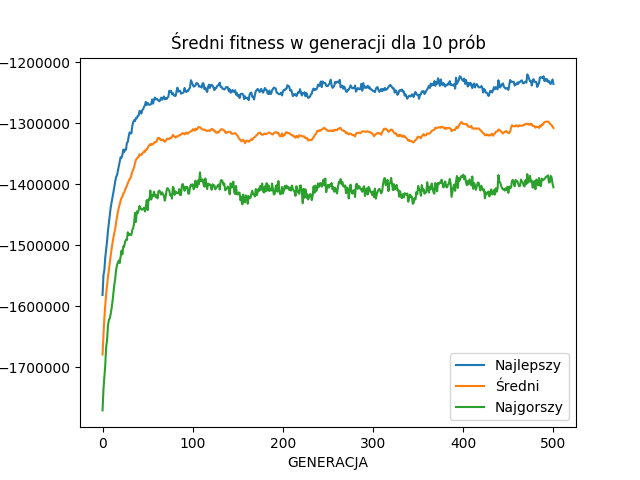 Średni fitness w generacji dla 10 prób
−1200000
−1300000
−1400000
−1500000
−1600000
−1700000
0 100 200 300 400 500
GENERACJA
Najlepszy
Średni
Najgorszy